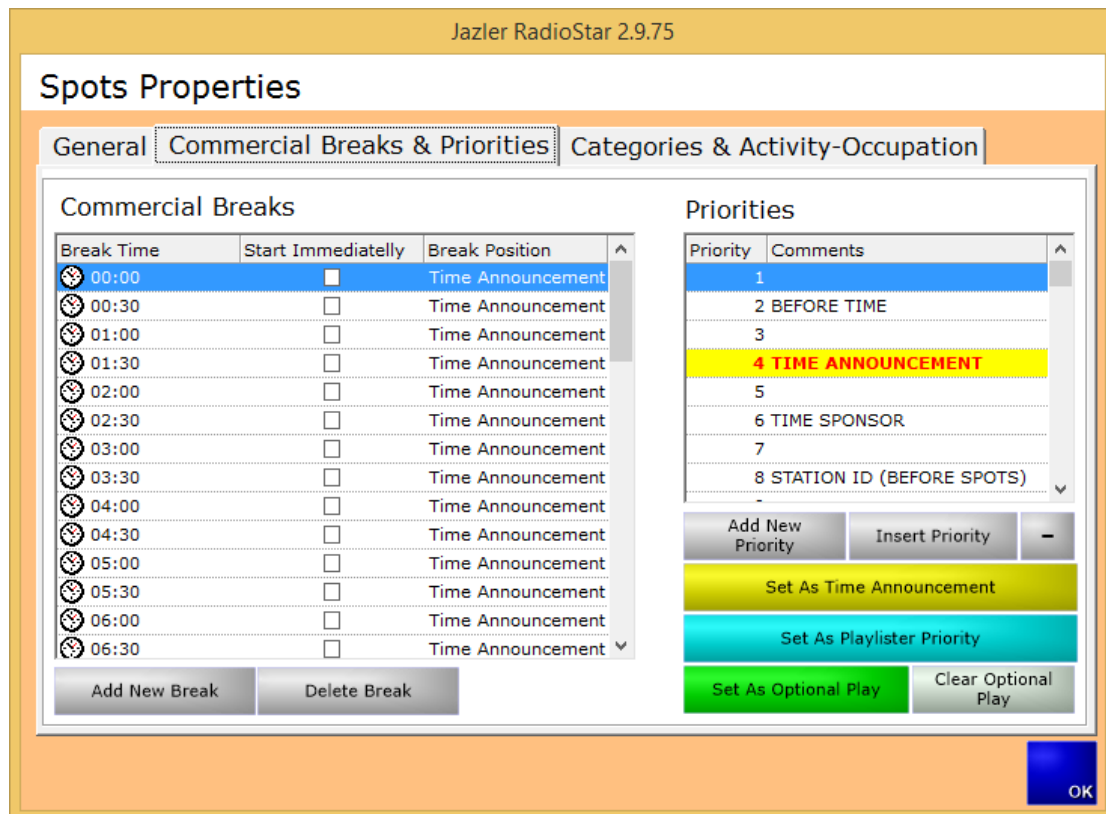 Jazler RadioStar 2.9.75
Spots Properties
General Commercial Breaks & Priorities Categories & Activity-Occupation
Commercial Breaks
Break Time Start Immediatelly Break Position
00:00 Time Announcement
00:30 Time Announcement
01:00 Time Announcement
01:30 Time Announcement
02:00 Time Announcement
02:30 Time Announcement
03:00 Time Announcement
03:30 Time Announcement
04:00 Time Announcement
04:30 Time Announcement
05:00 Time Announcement
05:30 Time Announcement
06:00 Time Announcement
06:30 Time Announcement
Add New Break Delete Break
Priorities
Priority Comments
1
2 BEFORE TIME
3
4 TIME ANNOUNCEMENT
5
6 TIME SPONSOR
7
8 STATION ID (BEFORE SPOTS)
Add New
Priority
Insert Priority
-
Set As Time Announcement
Set As Playlister Priority
Set As Optional Play
Clear Optional
Play
OK